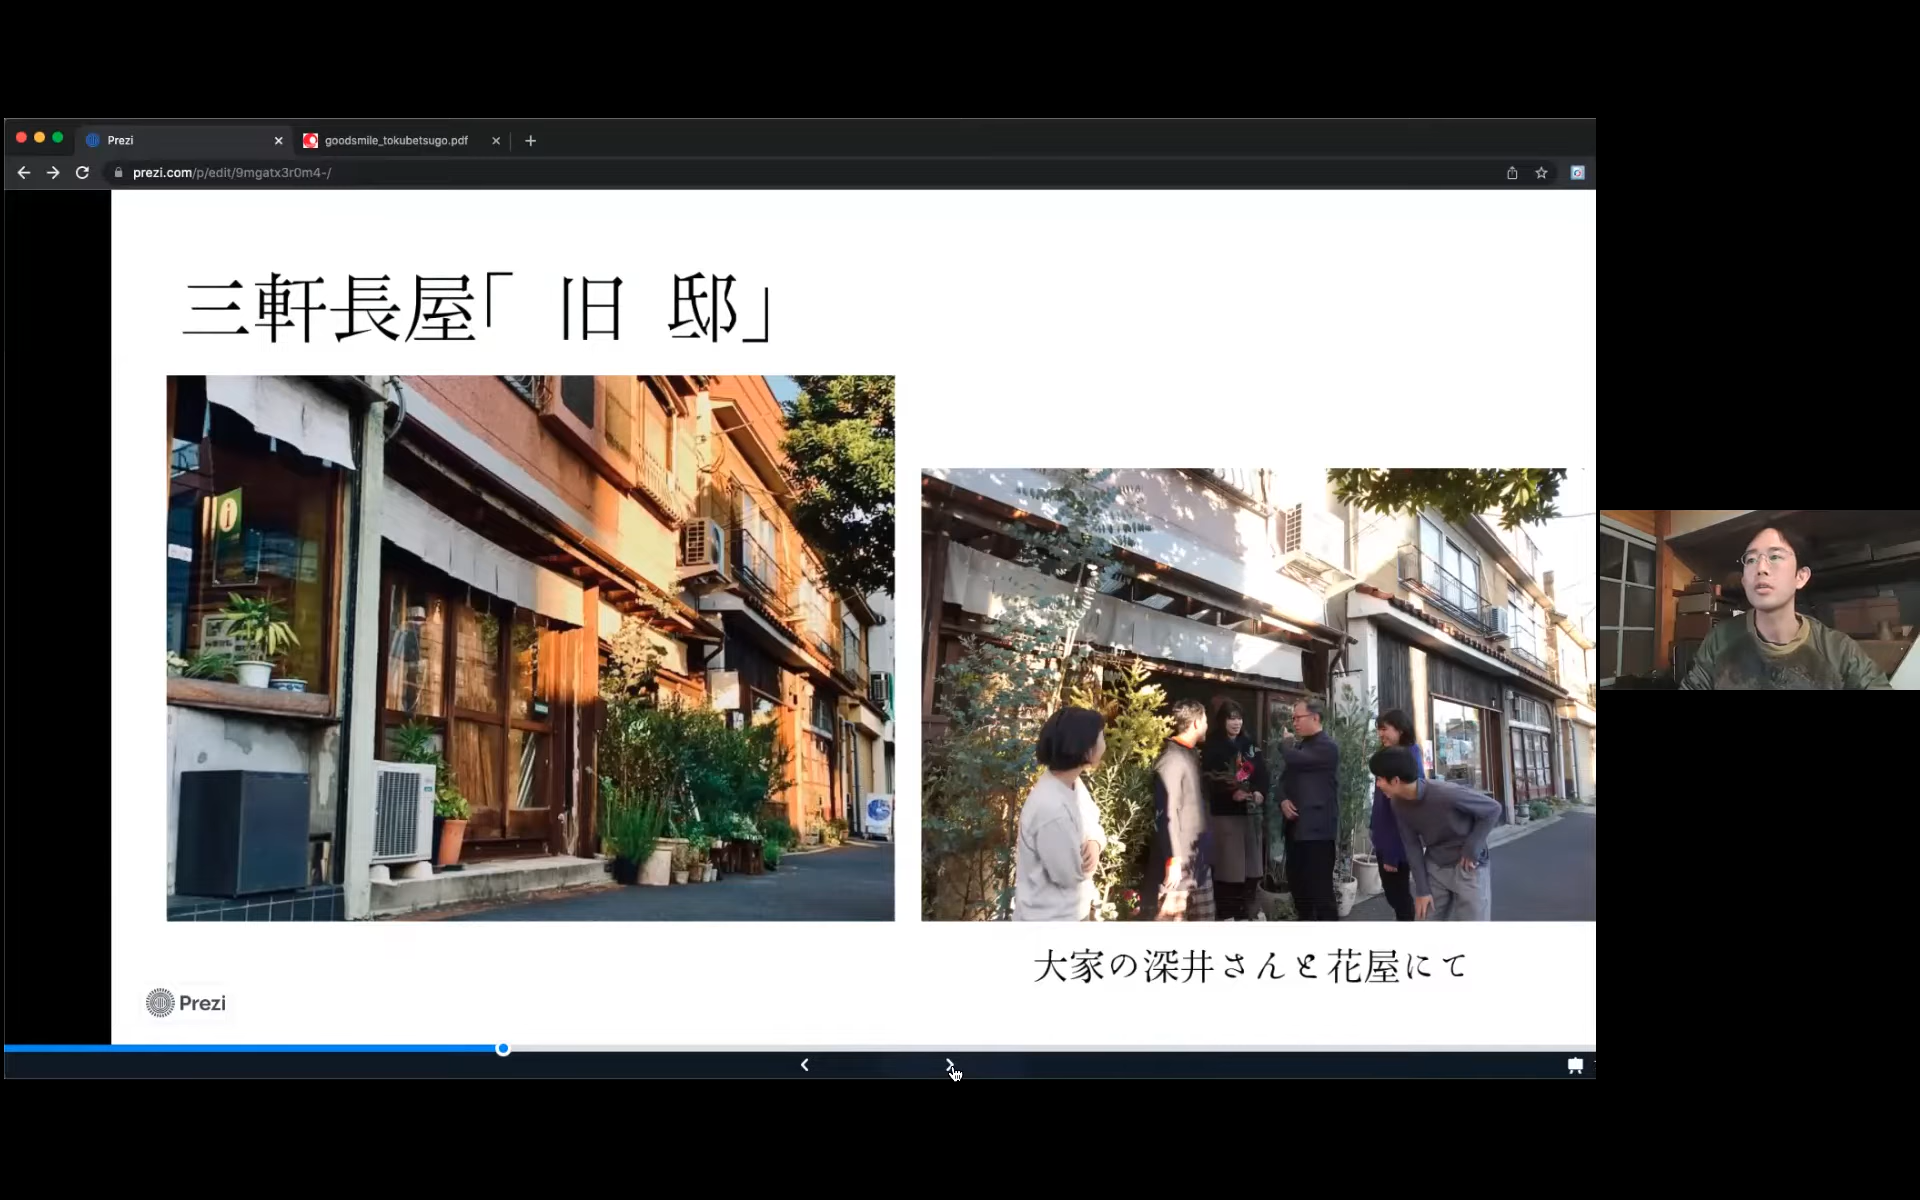 Prezi
goodsmile_tokubetsugo.pdf
prezi.com/p/edit/9mgatx3r0m4-/
三軒長屋「 旧 邸」
i
大家の深井さんと花屋にて
Prezi